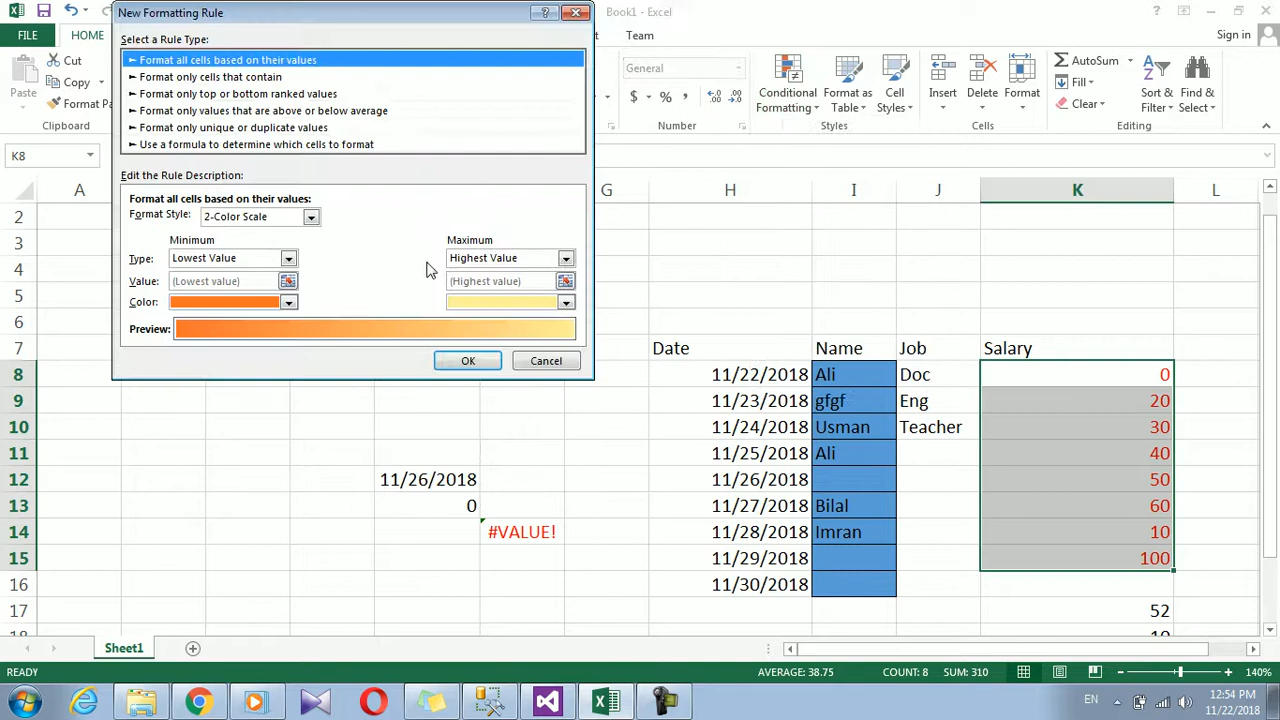 New Formatting Rule
?
Book1 - Excel
?
FILE
HOME
Team
Sign in
Select a Rule Type:
► Format all cells based on their values
► Format only cells that contain
► Format only top or bottom ranked values
► Format only values that are above or below average
► Format only unique or duplicate values
► Use a formula to determine which cells to format
Paste
Cut
Copy
Format Pa
Clipboard
General
$ % ,
Number
Conditional Formatting
Format as Table
Cell Styles
Styles
Insert
Delete
Format
Cells
AutoSum
Fill
Clear
Sort & Filter
Find & Select
Editing
K8
Edit the Rule Description:
Format all cells based on their values:
Format Style: 2-Color Scale
Minimum Maximum
Type: Lowest Value Highest Value
Value: (Lowest value) (Highest value)
Color:
Preview:
OK Cancel
A G H I J K L
2
3
4
5
6
7 Date Name Job Salary
8 11/22/2018 Ali Doc 0
9 11/23/2018 gfgf Eng 20
10 11/24/2018 Usman Teacher 30
11 11/25/2018 Ali 40
12 11/26/2018 11/26/2018 50
13 0 11/27/2018 Bilal 60
14 #VALUE! 11/28/2018 Imran 10
15 11/29/2018 100
16 11/30/2018
17 52
18 10
Sheet1
READY AVERAGE: 38.75 COUNT: 8 SUM: 310 140%
EN
12:54 PM
11/22/2018